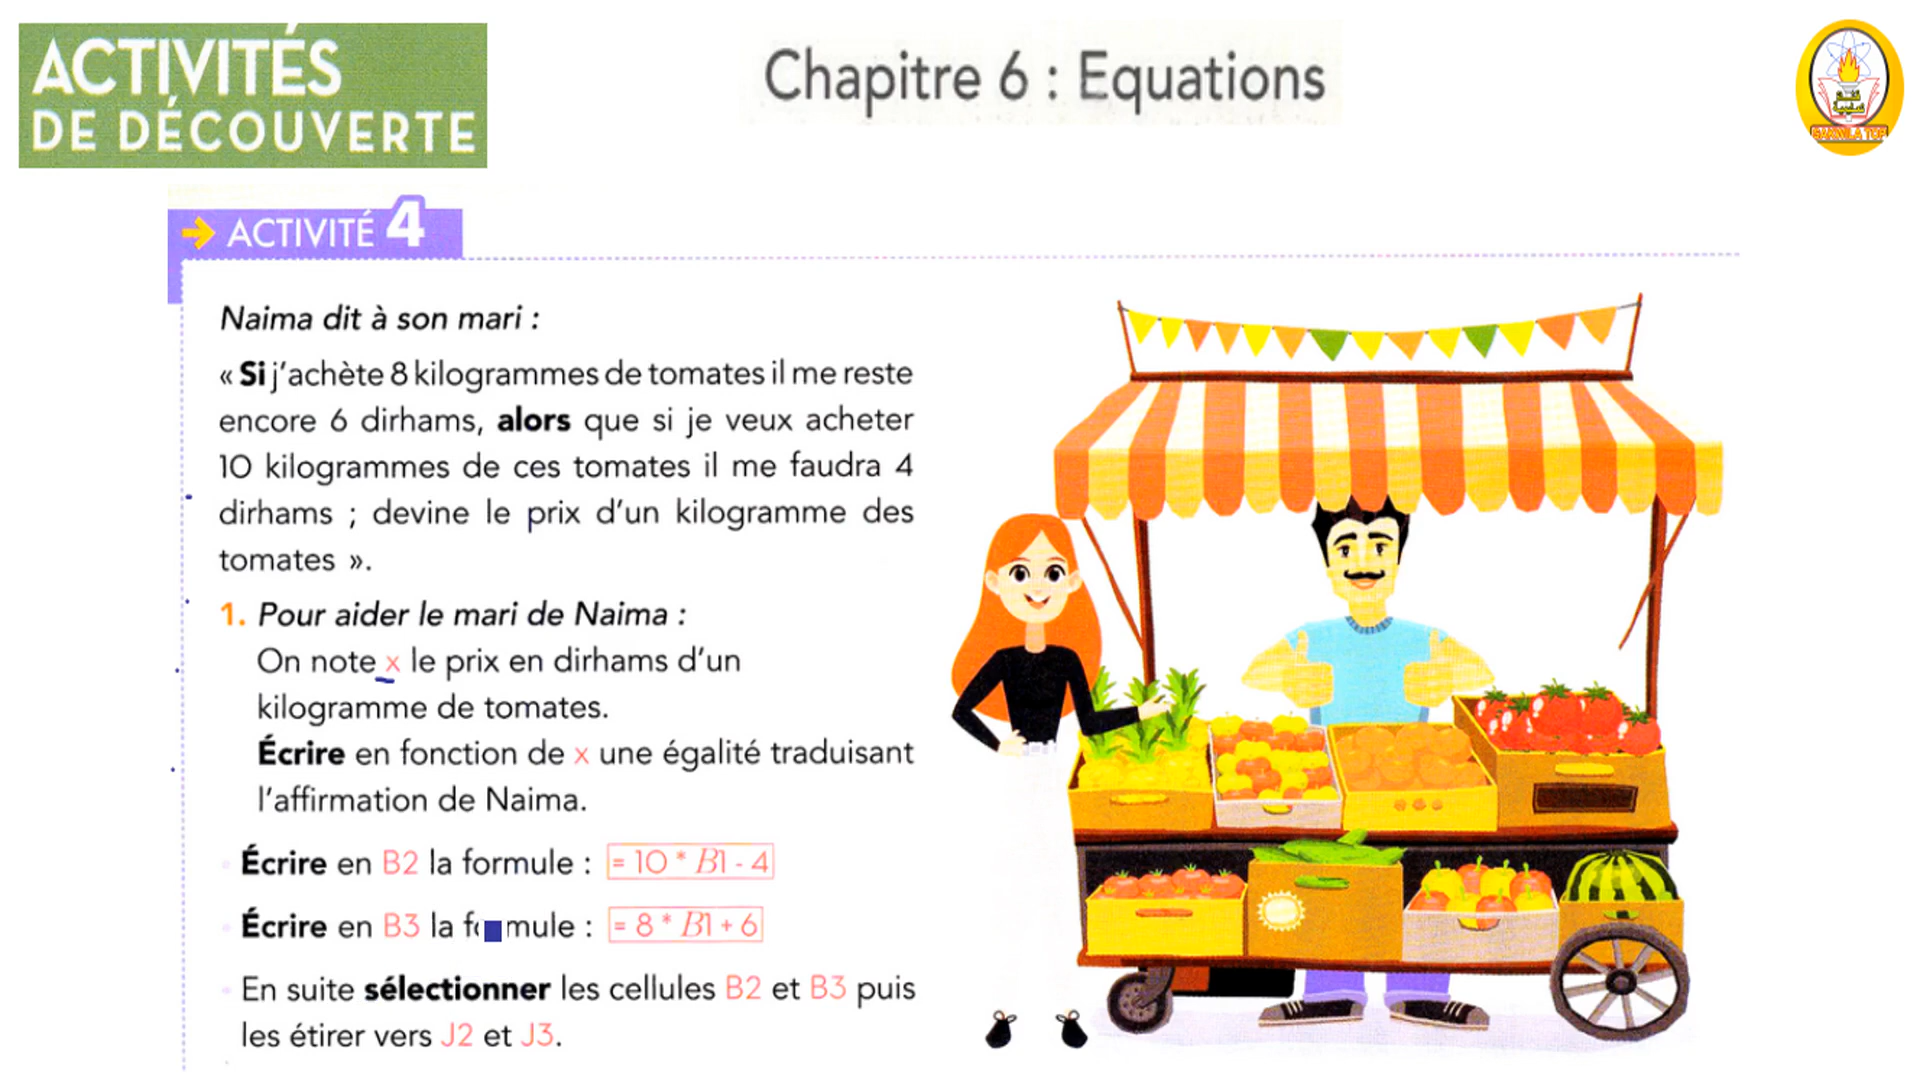 ACTIVITÉS
DE DÉCOUVERTE
Chapitre 6 : Equations
ACTIVITÉ 4
Naima dit à son mari :
« Si j'achète 8 kilogrammes de tomates il me reste
encore 6 dirhams, alors que si je veux acheter
10 kilogrammes de ces tomates il me faudra 4
dirhams ; devine le prix d'un kilogramme des
tomates ».
1. Pour aider le mari de Naima :
On note x le prix en dirhams d'un
kilogramme de tomates.
Écrire en fonction de x une égalité traduisant
l'affirmation de Naima.
Écrire en B2 la formule : = 10 * B1 - 4
Écrire en B3 la : = 8 * B1 + 6
En suite sélectionner les cellules B2 et B3 puis
les étirer vers J2 et J3.